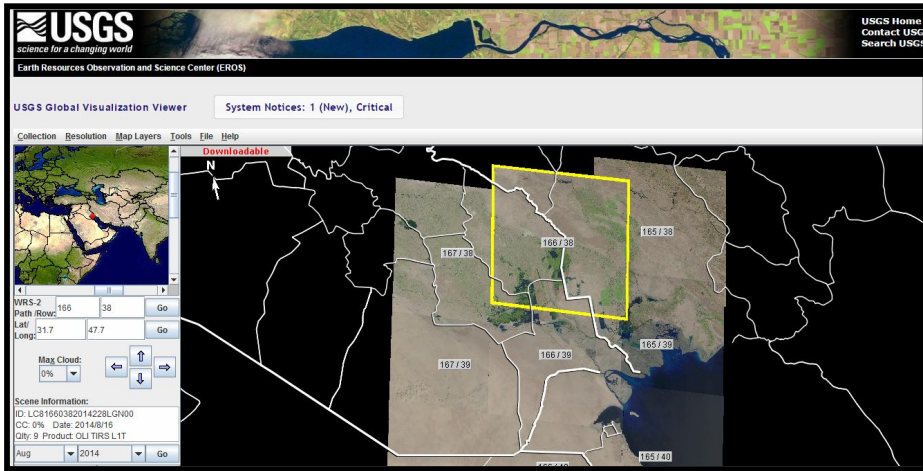 USGS
science for a changing world
USGS Home
Contact USG
Search USGS
Earth Resources Observation and Science Center (EROS)
USGS Global Visualization Viewer
System Notices: 1 (New), Critical
Collection Resolution Map Layers Tools File Help
Downloadable
N
167 / 38
166 / 38
165 / 38
167 / 39
166 / 39
165 / 39
165 / 40
WRS-2
Path /Row: 166 38 Go
Lat/
Long: 31.7 47.7 Go
Max Cloud:
0%
Scene Information:
ID: LC81660382014228LGN00
CC: 0% Date: 2014/8/16
Qlty: 9 Product: OLI TIRS L1T
Aug 2014 Go